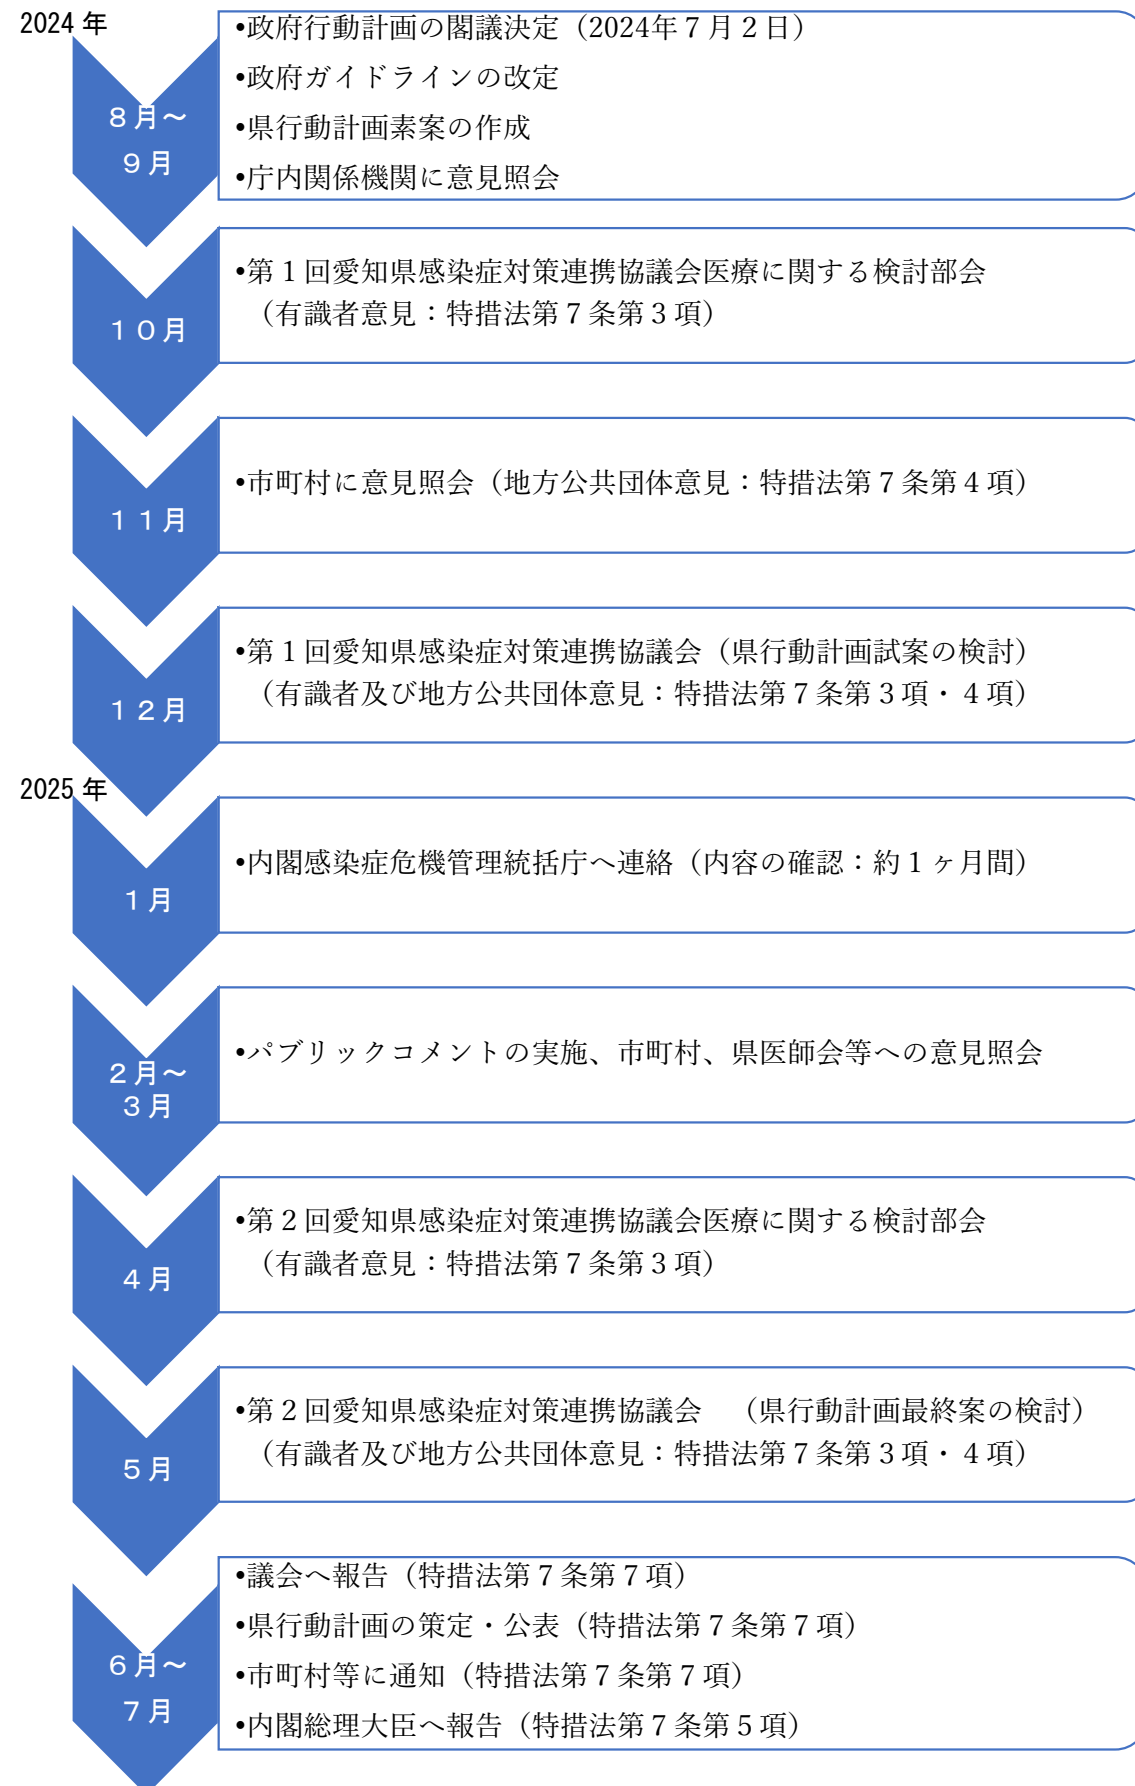 2024 年
８月～
９月
•政府行動計画の閣議決定（2024年７月２日）
•政府ガイドラインの改定
•県行動計画素案の作成
•庁内関係機関に意見照会
１０月
•第１回愛知県感染症対策連携協議会医療に関する検討部会
（有識者意見：特措法第７条第３項）
１１月
•市町村に意見照会（地方公共団体意見：特措法第７条第４項）
１２月
•第１回愛知県感染症対策連携協議会（県行動計画試案の検討）
（有識者及び地方公共団体意見：特措法第７条第３項・４項）
2025 年
１月
•内閣感染症危機管理統括庁へ連絡（内容の確認：約１ヶ月間）
２月～
３月
•パブリックコメントの実施、市町村、県医師会等への意見照会
４月
•第２回愛知県感染症対策連携協議会医療に関する検討部会
（有識者意見：特措法第７条第３項）
５月
•第２回愛知県感染症対策連携協議会　（県行動計画最終案の検討）
（有識者及び地方公共団体意見：特措法第７条第３項・４項）
６月～
７月
•議会へ報告（特措法第７条第７項）
•県行動計画の策定・公表（特措法第７条第７項）
•市町村等に通知（特措法第７条第７項）
•内閣総理大臣へ報告（特措法第７条第５項）